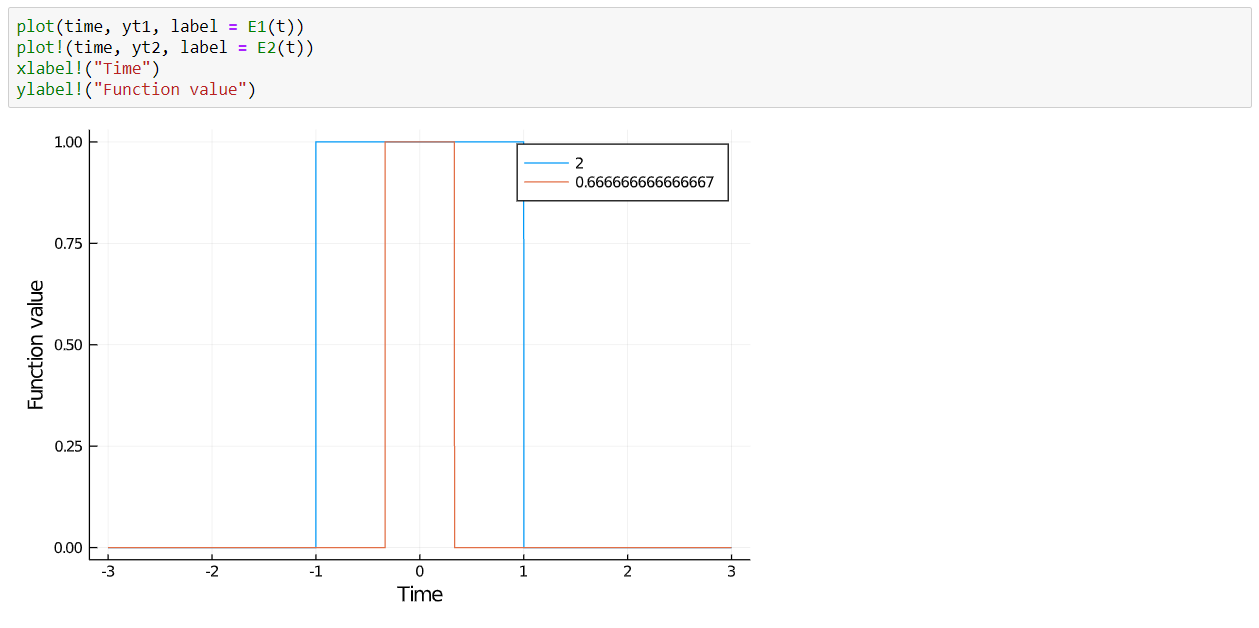 plot(time, yt1, label = E1(t))
plot!(time, yt2, label = E2(t))
xlabel!("Time")
ylabel!("Function value")
1.00
0.75
0.50
0.25
0.00
Function value
2
0.666666666666667
-3 -2 -1 0 1 2 3
Time